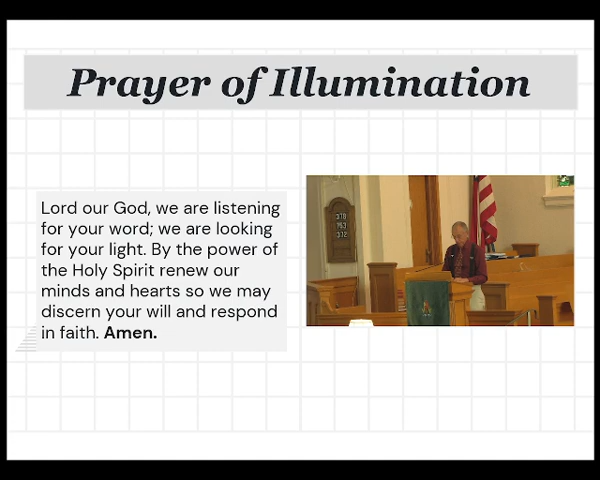 Prayer of Illumination
Lord our God, we are listening
for your word; we are looking
for your light. By the power of
the Holy Spirit renew our
minds and hearts so we may
discern your will and respond
in faith. Amen.